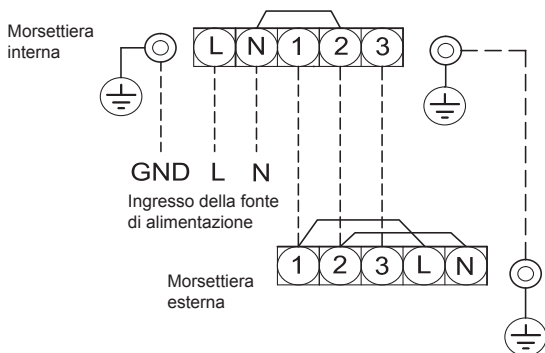 Morsettiera
interna
L N 1 2 3
GND L N
Ingresso della fonte
di alimentazione
1 2 3 L N
Morsettiera
esterna